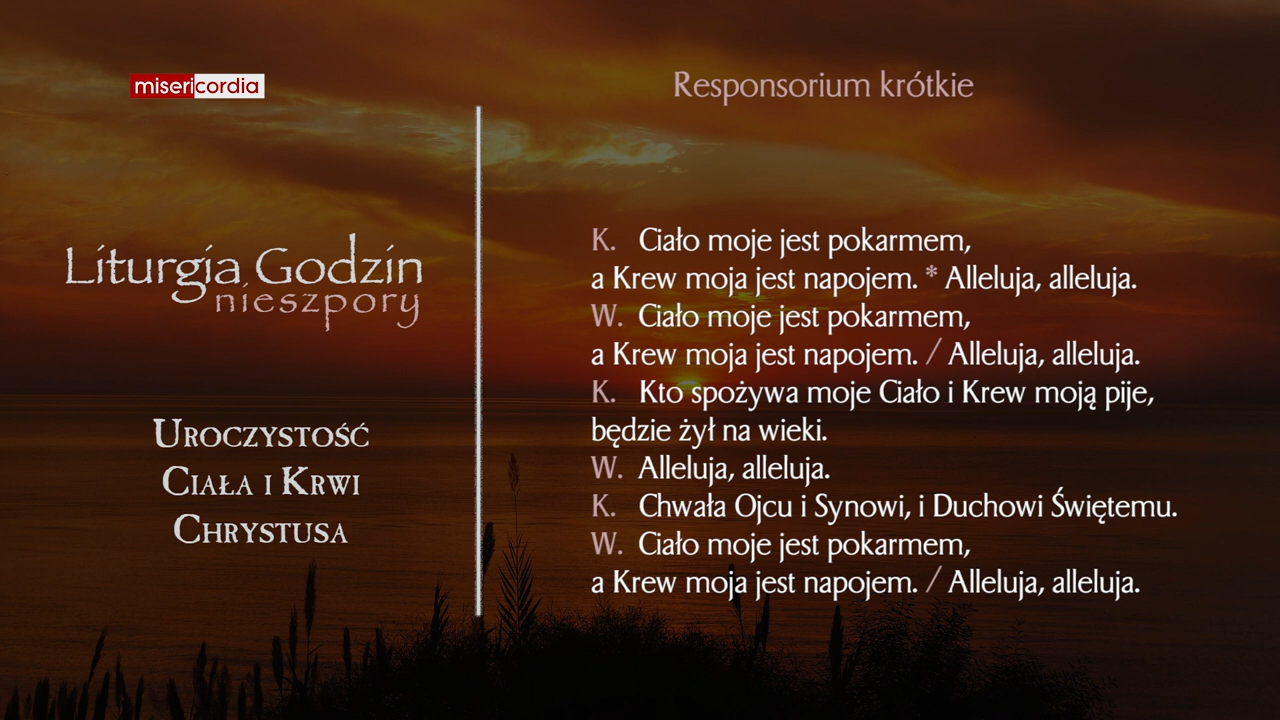 misericordia
Responsorium krótkie
Liturgia Godzin
nieszpory
Uroczystość
Ciała i Krwi
Chrystusa
K. Ciało moje jest pokarmem,
a Krew moja jest napojem. * Alleluja, alleluja.
W. Ciało moje jest pokarmem,
a Krew moja jest napojem. / Alleluja, alleluja.
K. Kto spożywa moje Ciało i Krew moją pije,
będzie żył na wieki.
W. Alleluja, alleluja.
K. Chwała Ojcu i Synowi, i Duchowi Świętemu.
W. Ciało moje jest pokarmem,
a Krew moja jest napojem. / Alleluja, alleluja.